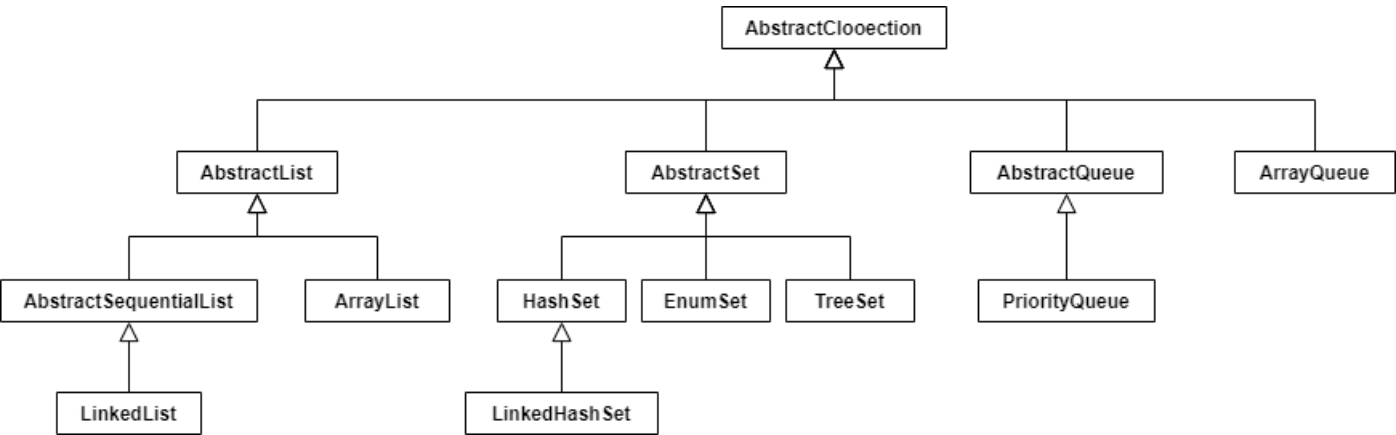 AbstractClooection
AbstractList
AbstractSet
AbstractQueue
ArrayQueue
AbstractSequentialList
ArrayList
HashSet
EnumSet
TreeSet
PriorityQueue
LinkedList
LinkedHashSet